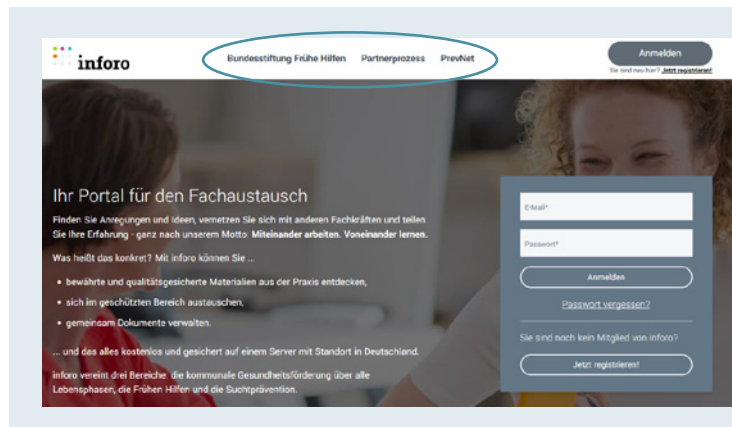 inforo
Bundesstiftung Frühe Hilfen Partnerprozess PrevNet
Anmelden
Sie sind neu hier? Jetzt registrieren!
Ihr Portal für den Fachaustausch
Finden Sie Anregungen und Ideen, vernetzen Sie sich mit anderen Fachkräften und teilen
Sie Ihre Erfahrung - ganz nach unserem Motto: Miteinander arbeiten. Voneinander lernen.
Was heißt das konkret? Mit inforo können Sie ...
• bewährte und qualitätsgesicherte Materialien aus der Praxis entdecken,
• sich im geschützten Bereich austauschen,
• gemeinsam Dokumente verwalten.
... und das alles kostenlos und gesichert auf einem Server mit Standort in Deutschland.
inforo vereint drei Bereiche: die kommunale Gesundheitsförderung über alle
Lebensphasen, die Frühen Hilfen und die Suchtprävention.
E-Mail*
Passwort*
Anmelden
Passwort vergessen?
Sie sind noch kein Mitglied von inforo?
Jetzt registrieren!